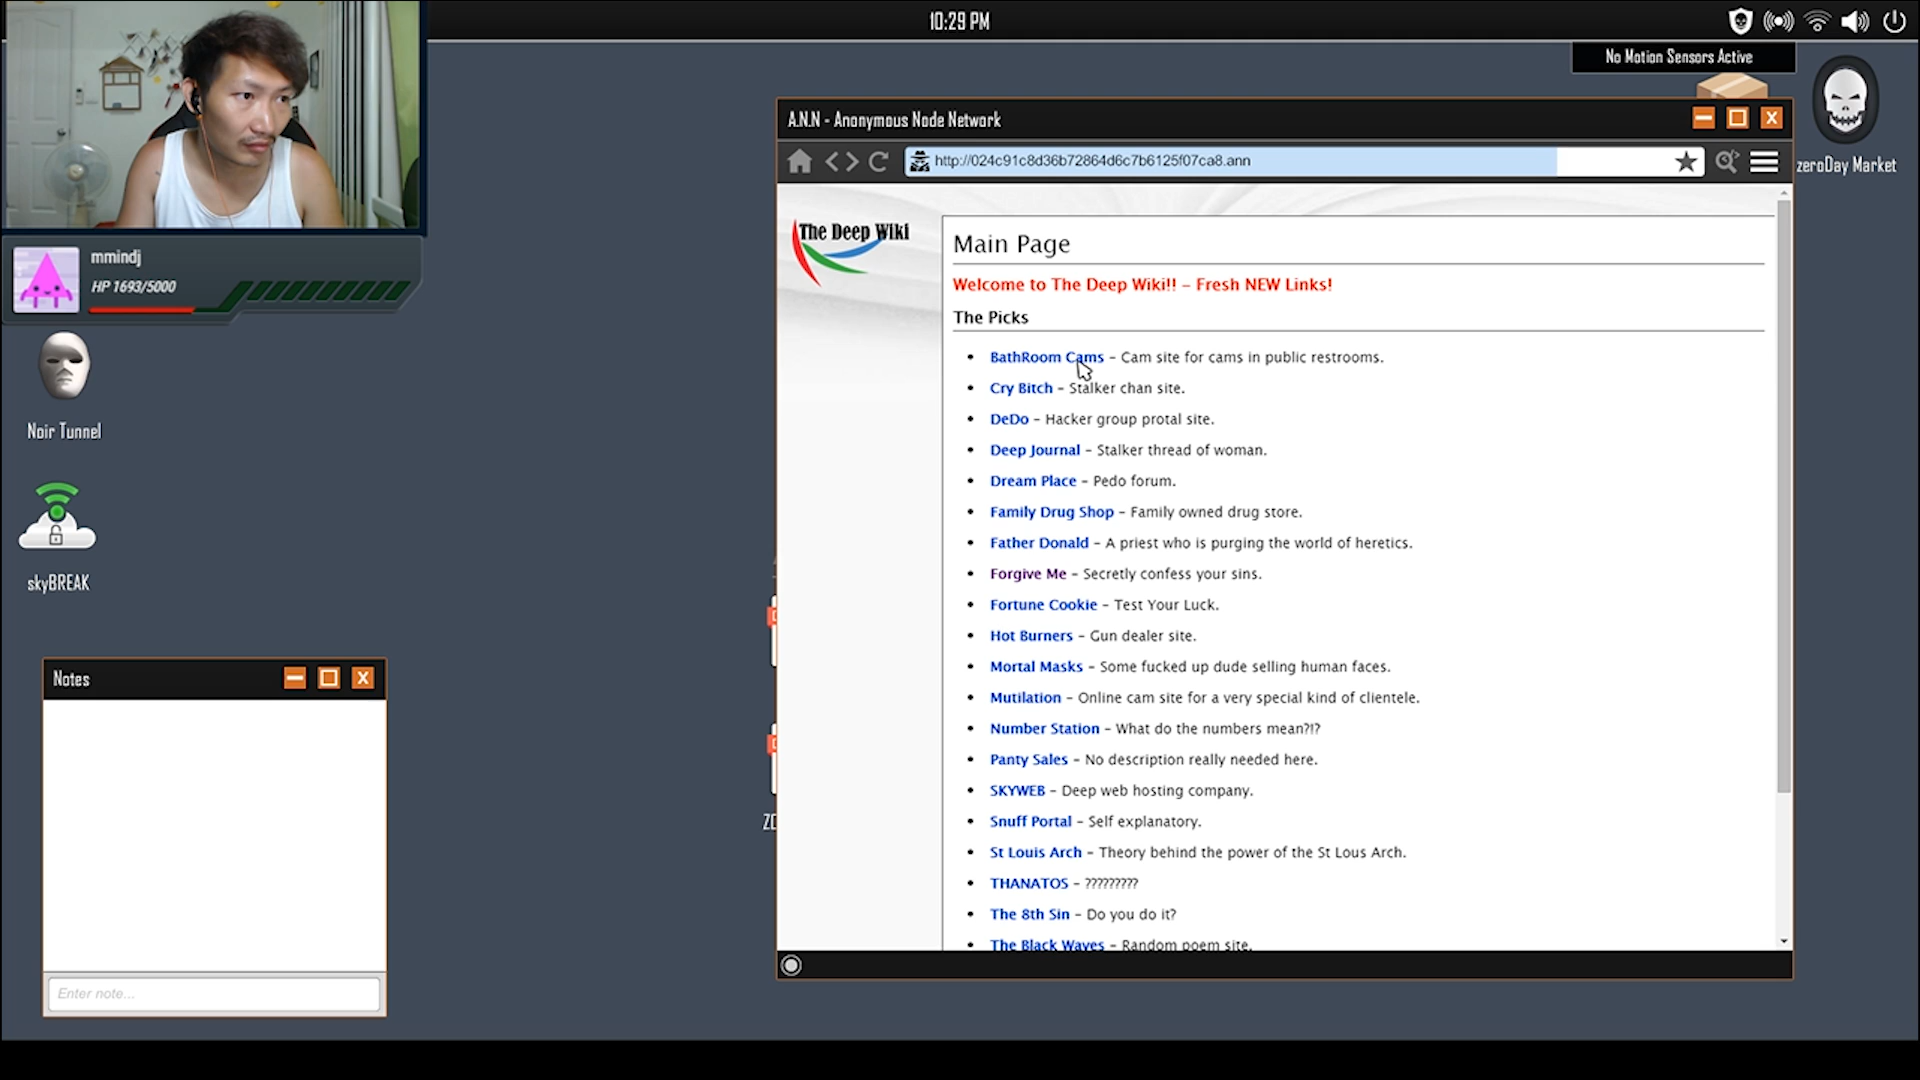 10:29 PM
No Motion Sensors Active
A.N.N - Anonymous Node Network
http://024c91c8d36b72864d6c7b6125f07ca8.ann
zeroDay Market
The Deep Wiki
Main Page
Welcome to The Deep Wiki!! - Fresh NEW Links!
The Picks
BathRoom Cams - Cam site for cams in public restrooms.
Cry Bitch - Stalker chan site.
DeDo - Hacker group protal site.
Deep Journal - Stalker thread of woman.
Dream Place - Pedo forum.
Family Drug Shop - Family owned drug store.
Father Donald - A priest who is purging the world of heretics.
Forgive Me - Secretly confess your sins.
Fortune Cookie - Test Your Luck.
Hot Burners - Gun dealer site.
Mortal Masks - Some fucked up dude selling human faces.
Mutilation - Online cam site for a very special kind of clientele.
Number Station - What do the numbers mean?!?
Panty Sales - No description really needed here.
SKYWEB - Deep web hosting company.
Snuff Portal - Self explanatory.
St Louis Arch - Theory behind the power of the St Lous Arch.
THANATOS - ?????????
The 8th Sin - Do you do it?
The Black Waves - Random poem site.
mmindj
HP 1693/5000
Noir Tunnel
skyBREAK
Notes
Enter note...